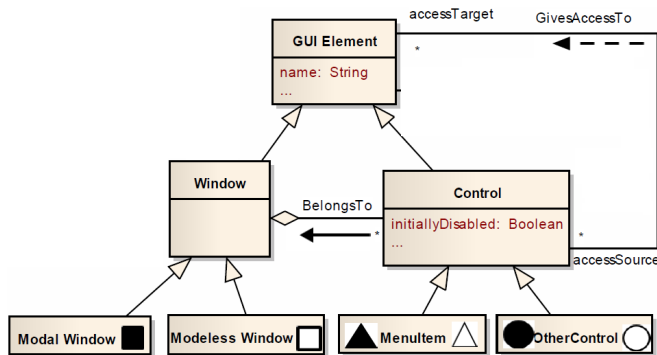 accessTarget
GivesAccessTo
GUI Element
*
name: String
...
Window
Control
BelongsTo
initiallyDisabled: Boolean
*
*
...
accessSource
Modal Window
Modeless Window
MenuItem
OtherControl